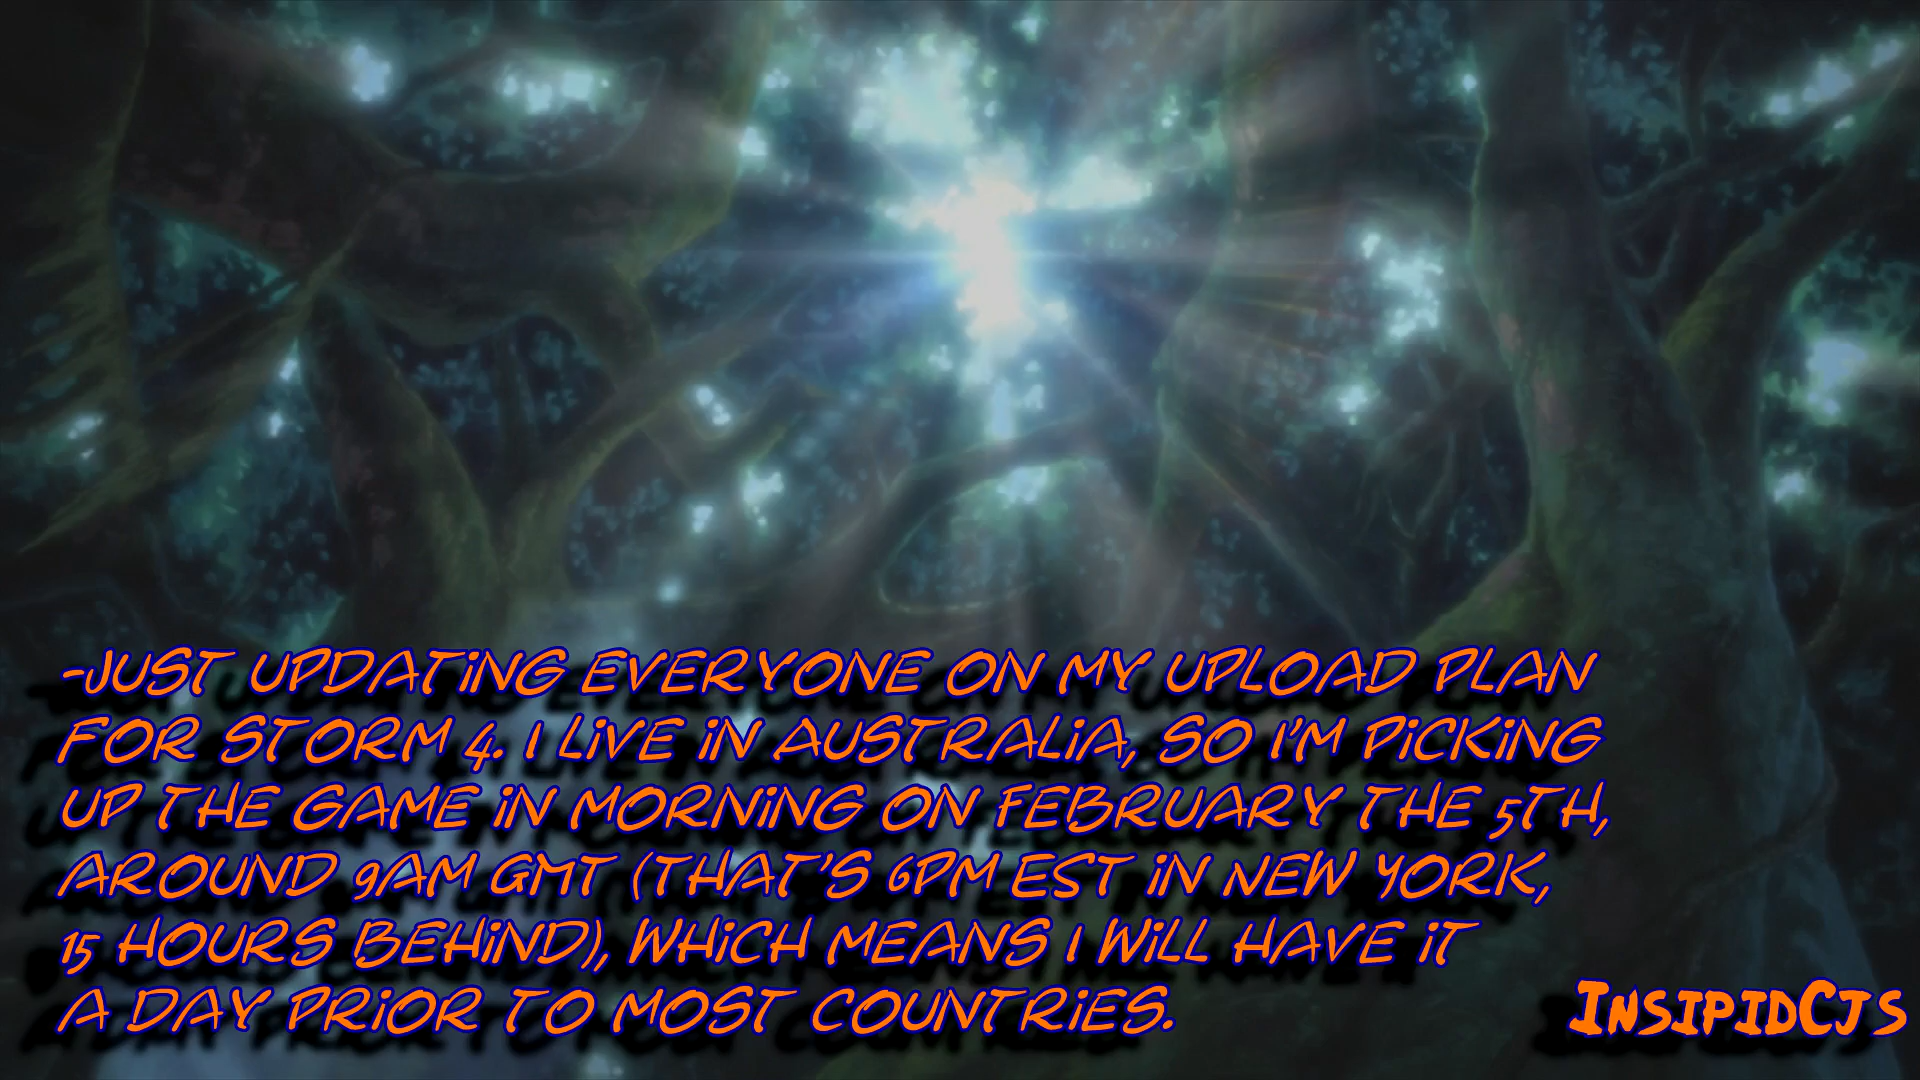 -JUST UPDATING EVERYONE ON MY UPLOAD PLAN
FOR STORM 4. I LIVE IN AUSTRALIA, SO I'M PICKING
UP THE GAME IN MORNING ON FEBRUARY THE 5TH,
AROUND 9AM GMT (THAT'S 6PM EST IN NEW YORK,
15 HOURS BEHIND), WHICH MEANS I WILL HAVE IT
A DAY PRIOR TO MOST COUNTRIES.
INSIPIDCJS